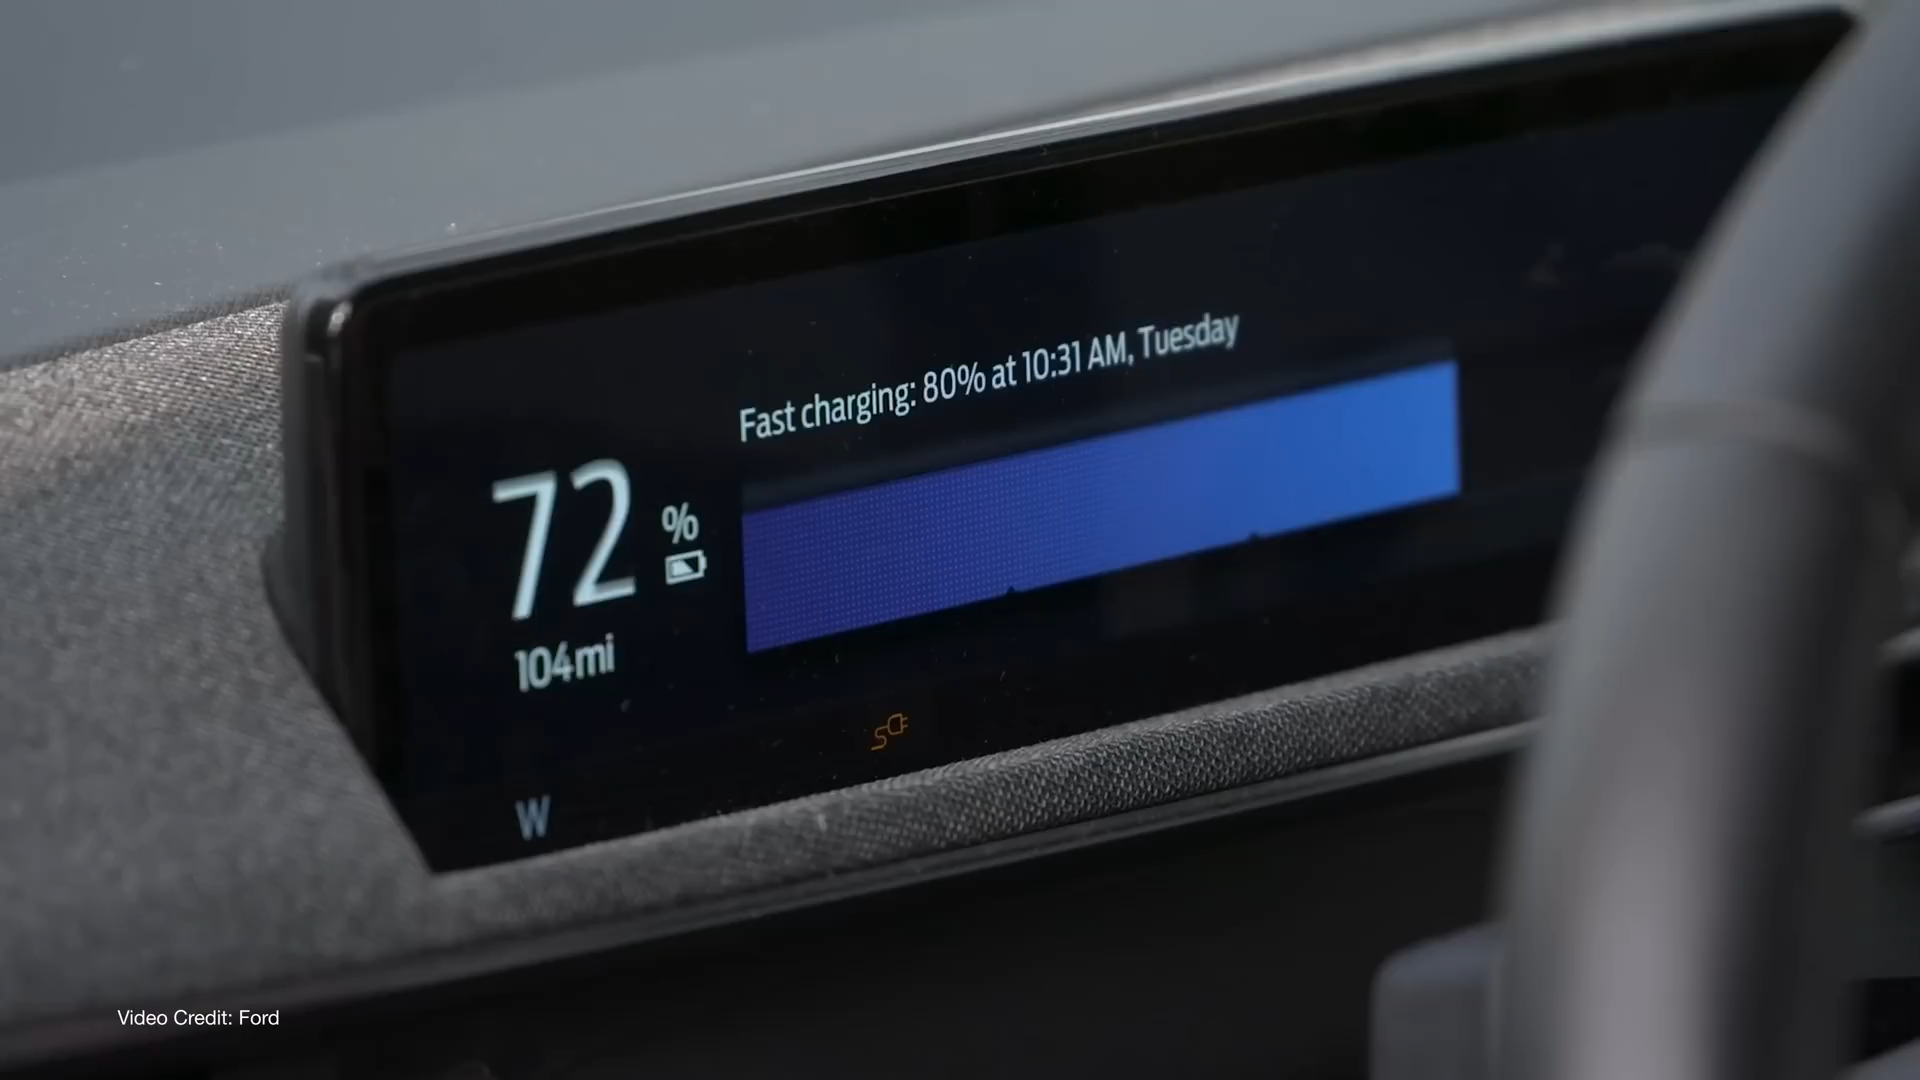 Fast charging: 80% at 10:31 AM, Tuesday
72 %
104mi
W
Video Credit: Ford